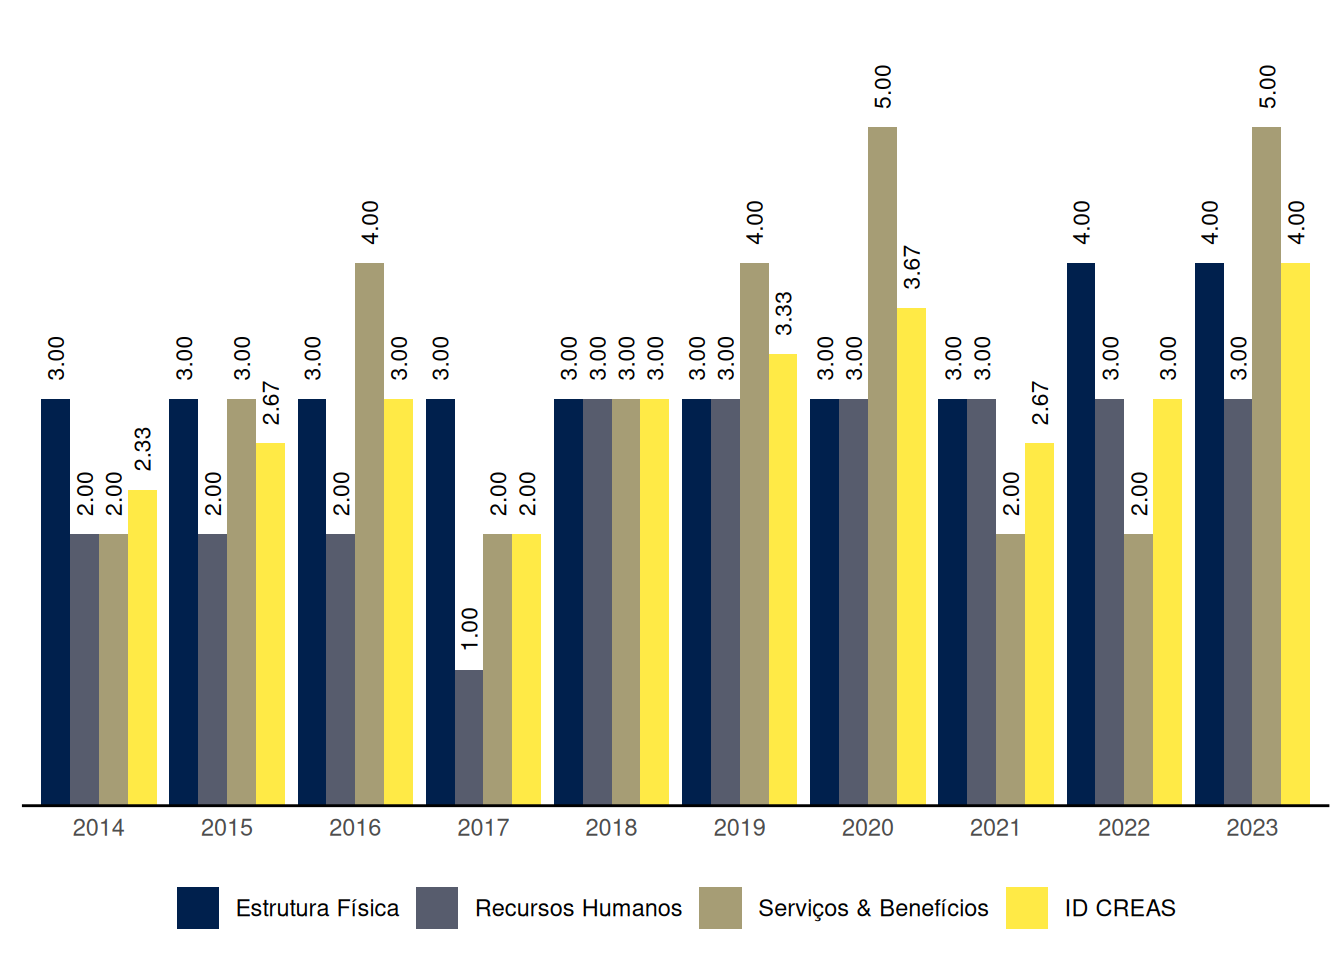 5.00 5.00
4.00 4.00 4.00 4.00 4.00
3.67
3.33
3.00 3.00 3.00 3.00 3.00 3.00 3.00 3.00 3.00 3.00 3.00 3.00 3.00 3.00 3.00 3.00 3.00 3.00 3.00
2.67 2.67
2.33
2.00 2.00 2.00 2.00 2.00 2.00 2.00 2.00
1.00
2014 2015 2016 2017 2018 2019 2020 2021 2022 2023
Estrutura Física Recursos Humanos Serviços & Benefícios ID CREAS